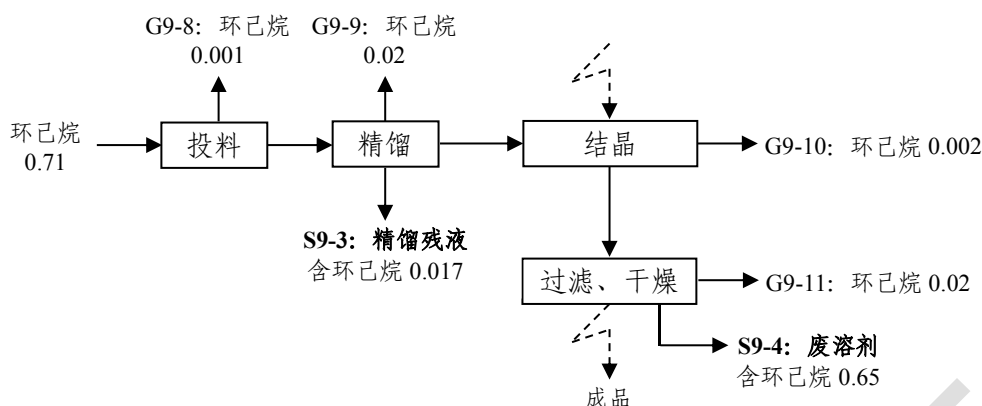 G9-8：环己烷
0.001
G9-9：环己烷
0.02
环己烷
0.71
投料
精馏
结晶
G9-10：环己烷 0.002
S9-3：精馏残液
含环己烷 0.017
过滤、干燥
G9-11：环己烷 0.02
S9-4：废溶剂
含环己烷 0.65
成品